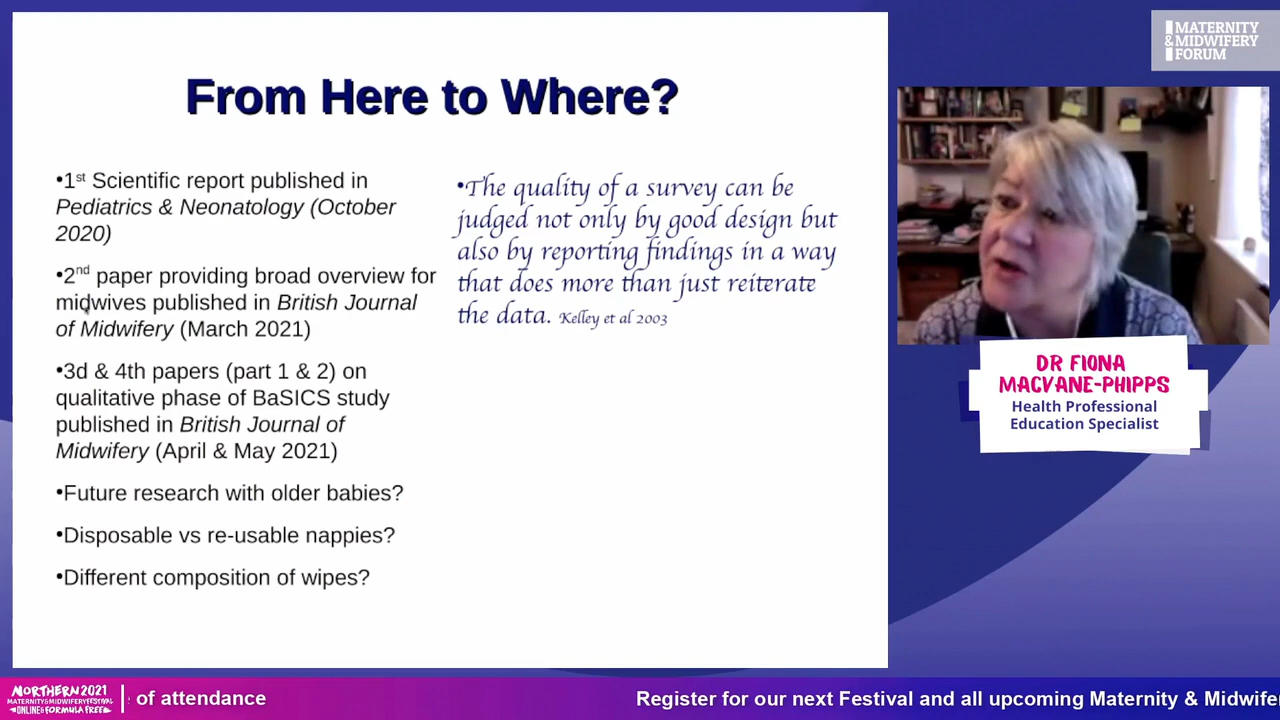 From Here to Where?
•1st Scientific report published in
Pediatrics & Neonatology (October
2020)
•2nd paper providing broad overview for
midwives published in British Journal
of Midwifery (March 2021)
•3d & 4th papers (part 1 & 2) on
qualitative phase of BaSICS study
published in British Journal of
Midwifery (April & May 2021)
•Future research with older babies?
•Disposable vs re-usable nappies?
•Different composition of wipes?
•The quality of a survey can be
judged not only by good design but
also by reporting findings in a way
that does more than just reiterate
the data. Kelley et al 2003
MATERNITY
&MIDWIFERY
FORUM
DR FIONA
MACVANE-PHIPPS
Health Professional
Education Specialist
NORTHERN 2021
MATERNITY&MIDWIFERY FESTIVAL
ONLINE & FORMULA FREE
of attendance
Register for our next Festival and all upcoming Maternity & Midwife